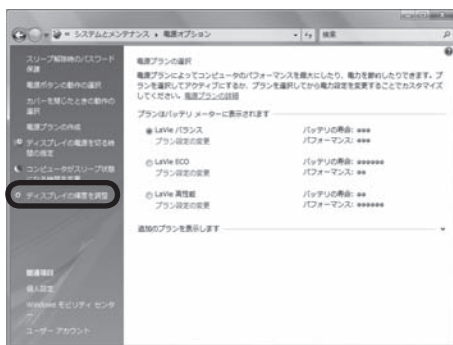 システムとメンテナンス ▸ 電源オプション
検索
スリープ解除時のパスワード
保護
電源ボタンの動作の選択
カバーを閉じたときの動作の
選択
電源プランの作成
ディスプレイの電源を切る時
間の指定
コンピュータがスリープ状態
になる時間を変更
ディスプレイの輝度を調整
関連項目
個人設定
Windows モビリティ センタ
ー
ユーザー アカウント
電源プランの選択
電源プランによってコンピュータのパフォーマンスを最大にしたり、電力を節約したりできます。プ
ランを選択してアクティブにするか、プランを選択してから電力設定を変更することでカスタマイズ
してください。電源プランの詳細
プランはバッテリ メーターに表示されます
LaVie バランス
プラン設定の変更
バッテリの寿命:
パフォーマンス:
LaVie ECO
プラン設定の変更
バッテリの寿命:
パフォーマンス:
LaVie 高性能
プラン設定の変更
バッテリの寿命:
パフォーマンス:
追加のプランを表示します